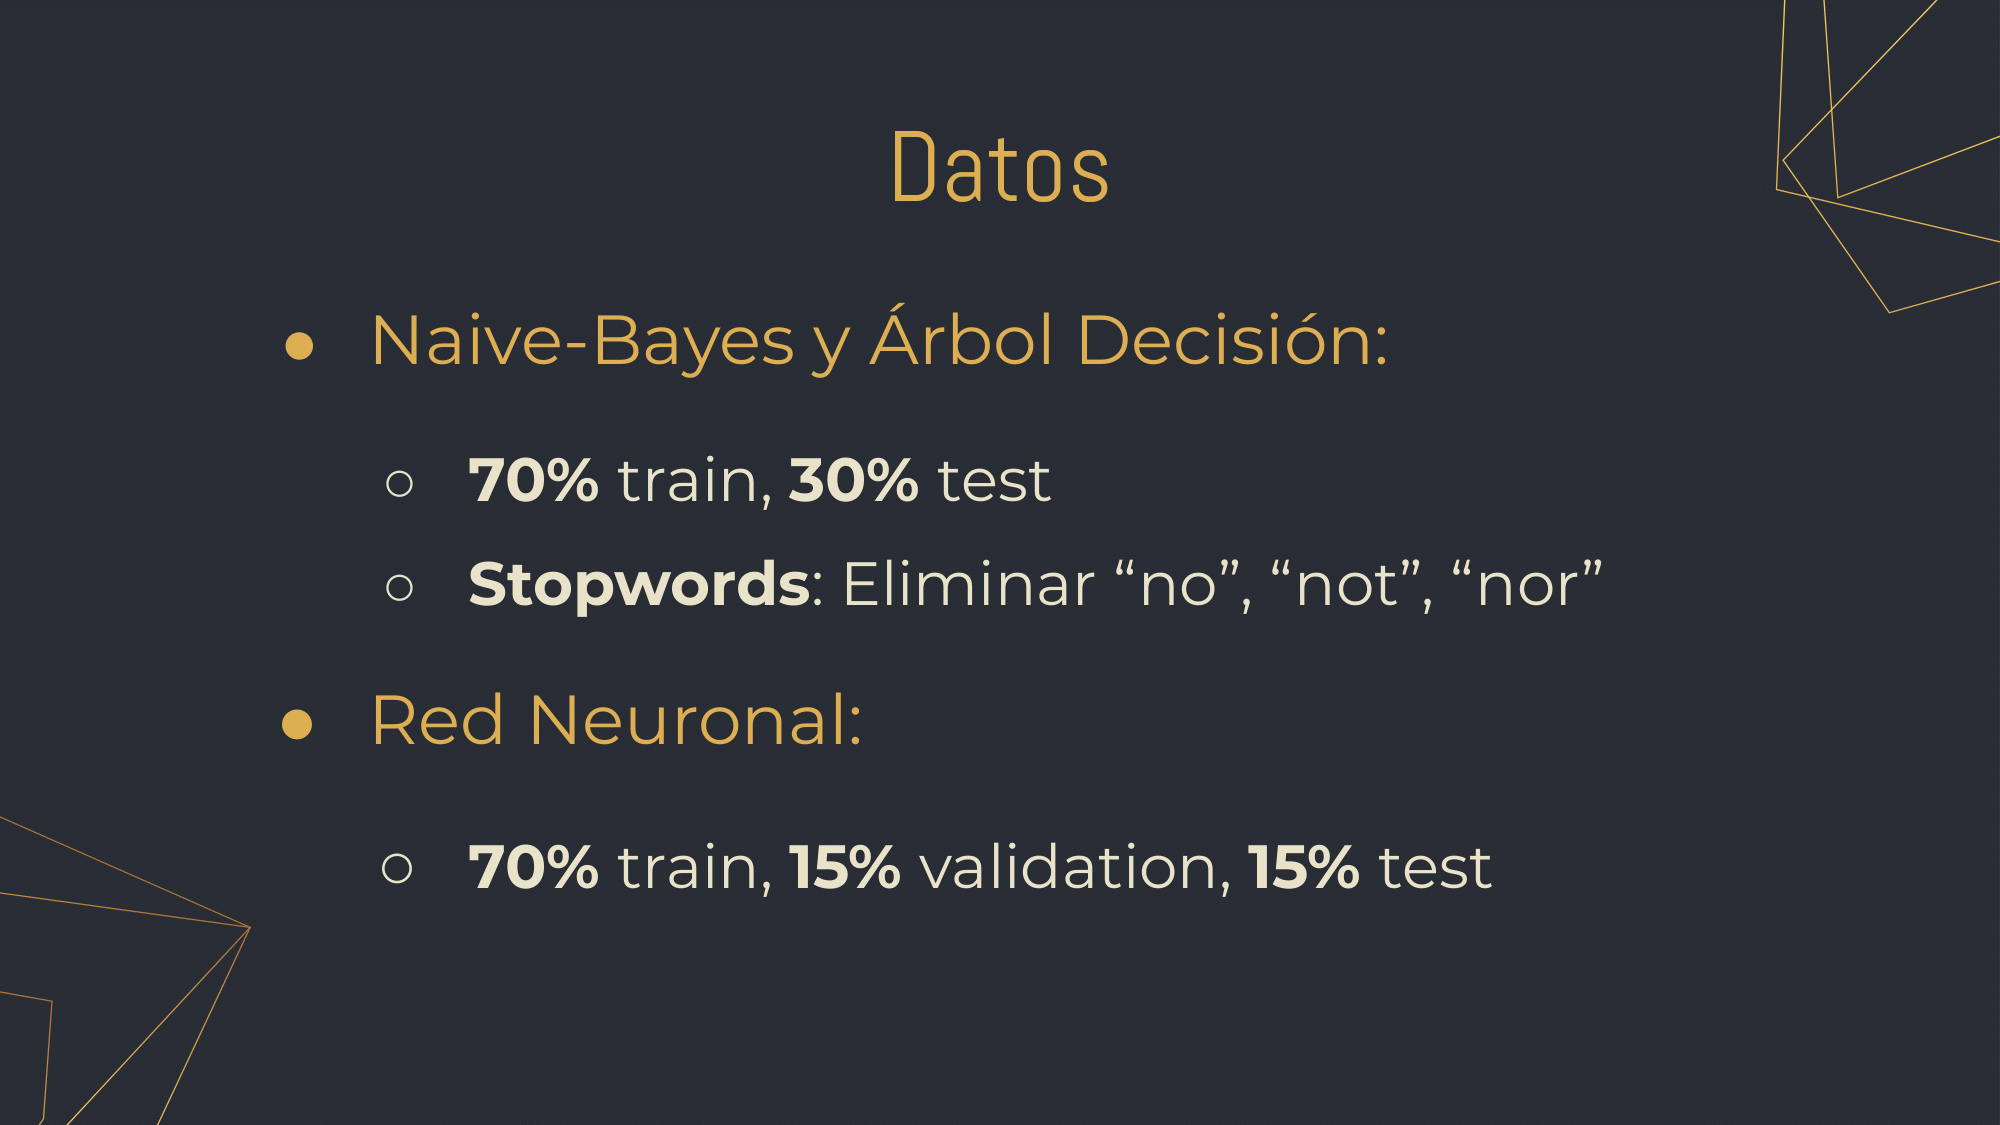 Datos
● Naive-Bayes y Árbol Decisión:
○ 70% train, 30% test
○ Stopwords: Eliminar “no”, “not”, “nor”
● Red Neuronal:
○ 70% train, 15% validation, 15% test